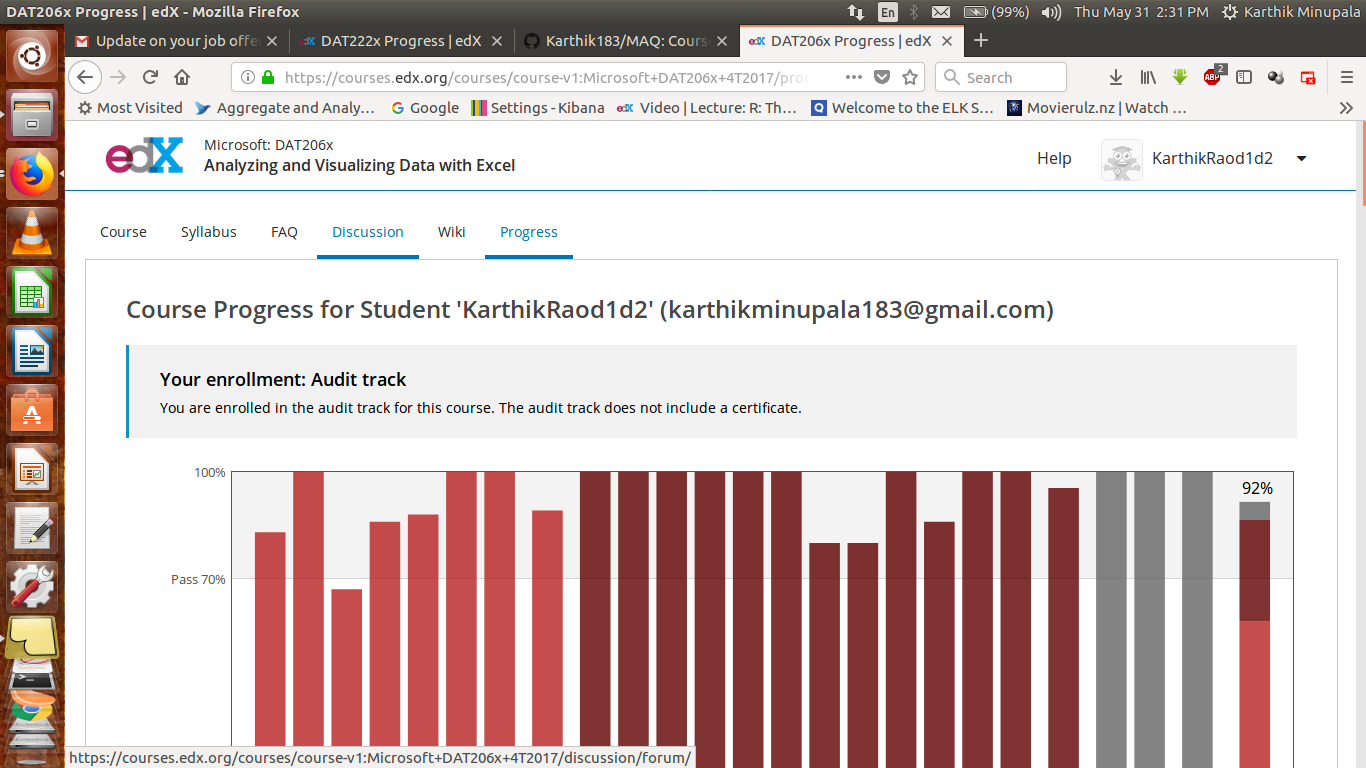 DAT206x Progress | edX - Mozilla Firefox
En
(99%)
Thu May 31 2:31 PM
Karthik Minupala
Update on your job offe
DAT222x Progress | edX
Karthik183/MAQ: Cours
DAT206x Progress | edX
https://courses.edx.org/courses/course-v1:Microsoft+DAT206x+4T2017/pro
Search
ABP
2
Most Visited
Aggregate and Analy…
Google
Settings - Kibana
Video | Lecture: R: Th…
Welcome to the ELK S…
Movierulz.nz | Watch …
edX
Microsoft: DAT206x
Analyzing and Visualizing Data with Excel
Help
KarthikRaod1d2
Course
Syllabus
FAQ
Discussion
Wiki
Progress
Course Progress for Student 'KarthikRaod1d2' (karthikminupala183@gmail.com)
Your enrollment: Audit track
You are enrolled in the audit track for this course. The audit track does not include a certificate.
100%
92%
Pass 70%
https://courses.edx.org/courses/course-v1:Microsoft+DAT206x+4T2017/discussion/forum/